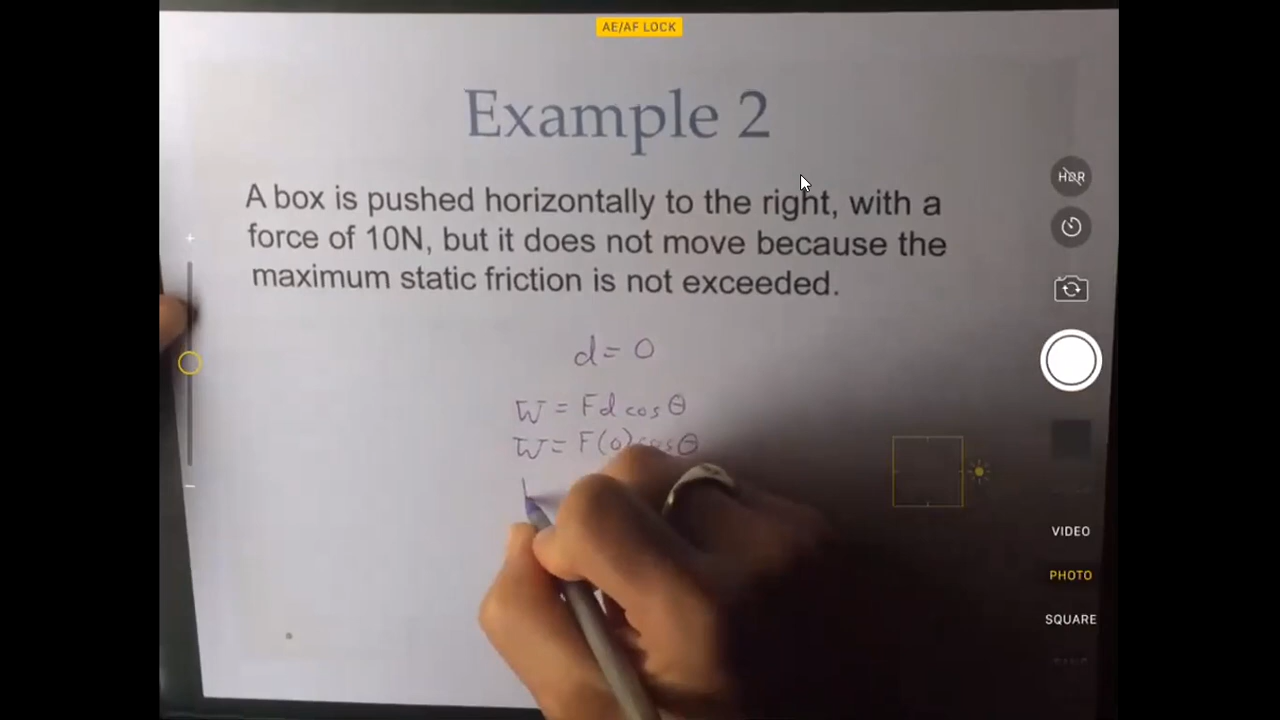 AE/AF LOCK
Example 2
HDR
A box is pushed horizontally to the right, with a
force of 10N, but it does not move because the
maximum static friction is not exceeded.
d = 0
W = Fd cos θ
W = F(0) cos θ
VIDEO
PHOTO
SQUARE